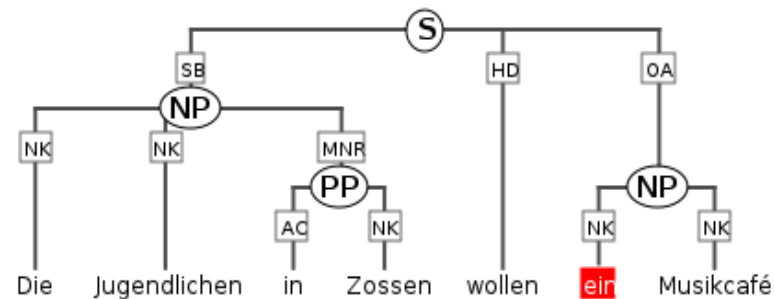 S
SB HD OA
NP
NK NK MNR
PP NP
AC NK NK NK
Die Jugendlichen in Zossen wollen ein Musikcafé